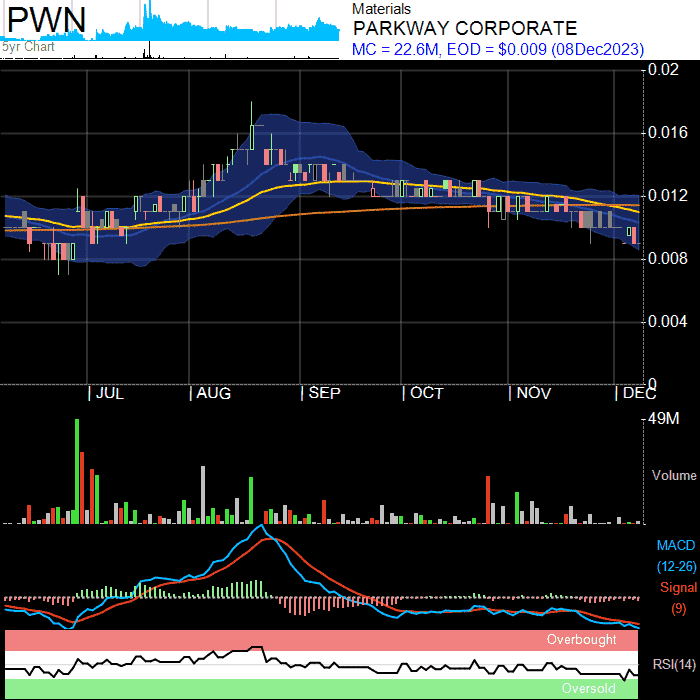 PWN
5yr Chart
Materials
PARKWAY CORPORATE
MC = 22.6M, EOD = $0.009 (08Dec2023)
0.02
0.016
0.012
0.008
0.004
0
JUL AUG SEP OCT NOV DEC
49M
Volume
MACD
(12-26)
Signal
(9)
Overbought
RSI(14)
Oversold